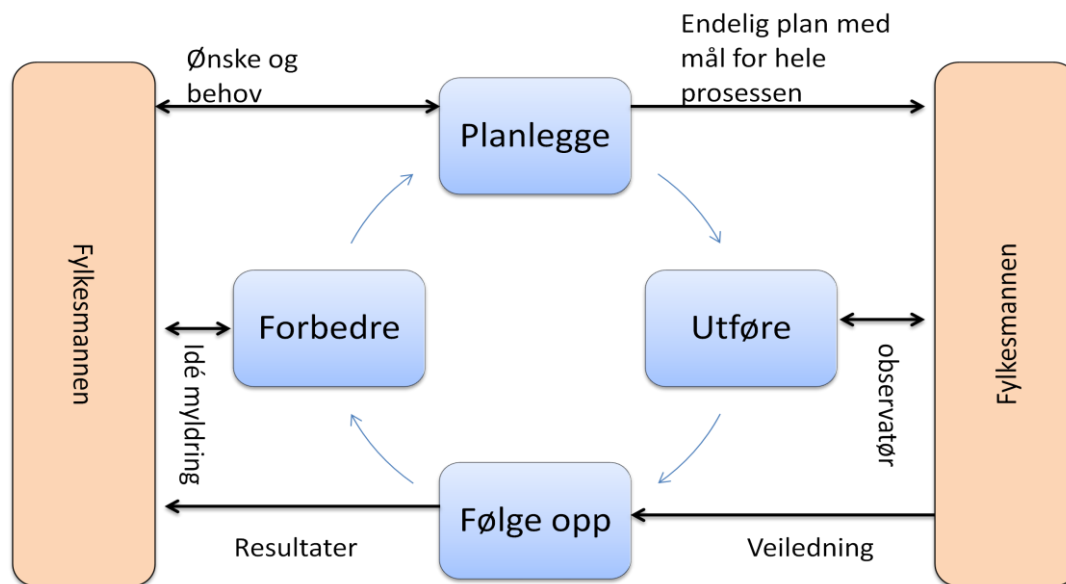 Ønske og
behov
Endelig plan med
mål for hele
prosessen
Planlegge
Fylkesmannen
Forbedre
Utføre
Fylkesmannen
Idé myldring
observatør
Følge opp
Resultater
Veiledning